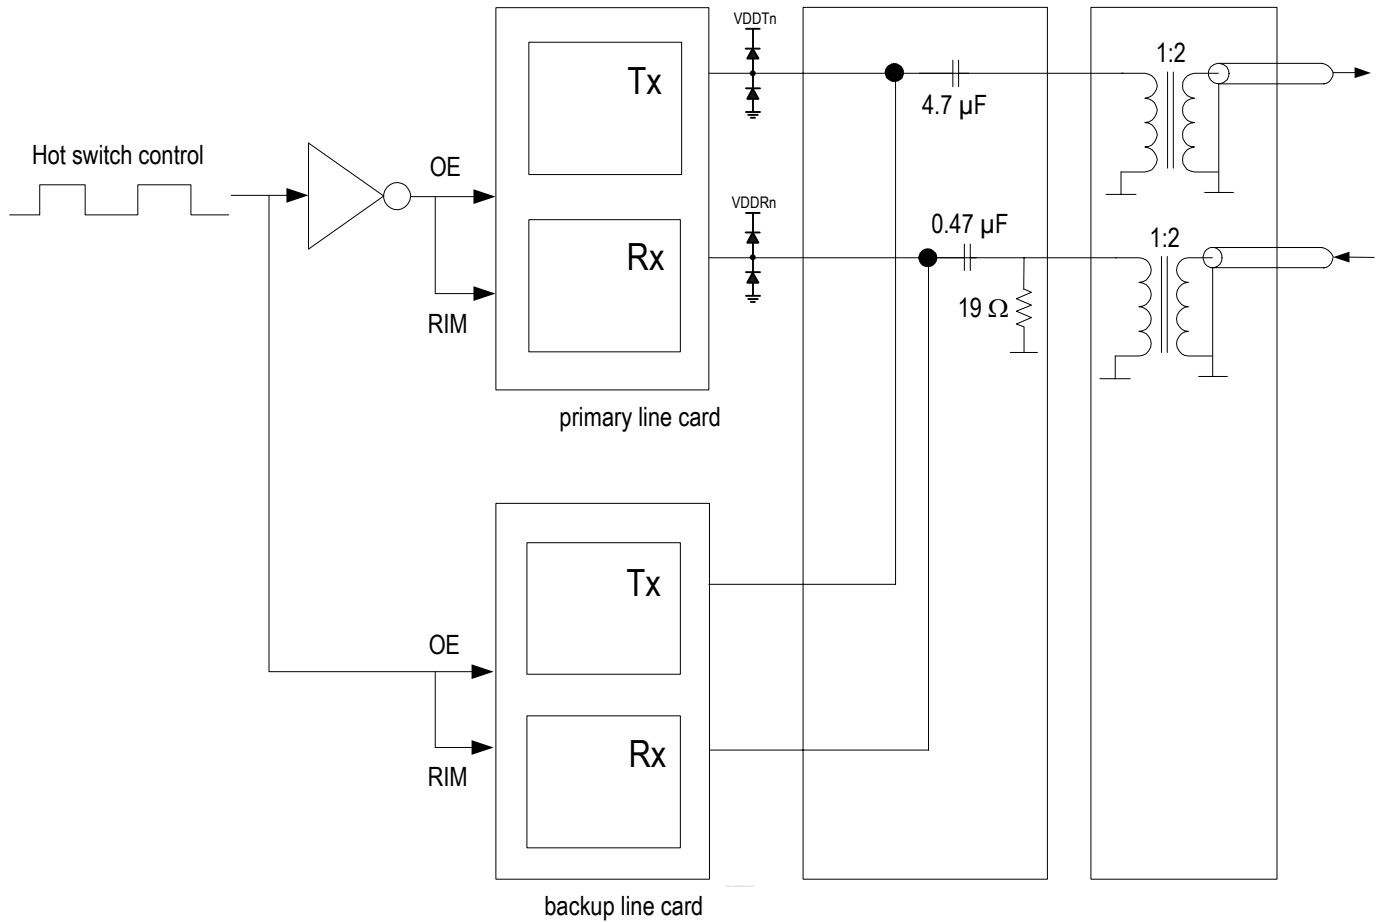 VDDTn
1:2
Tx
4.7 µF
Hot switch control
OE
VDDRn
0.47 µF
1:2
Rx
19 Ω
RIM
primary line card
Tx
OE
Rx
RIM
backup line card